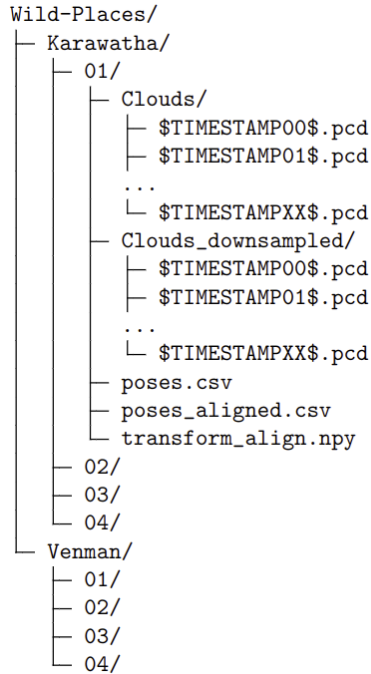 Wild-Places/
Karawatha/
01/
Clouds/
$TIMESTAMP00$.pcd
$TIMESTAMP01$.pcd
...
$TIMESTAMPXX$.pcd
Clouds_downsampled/
$TIMESTAMP00$.pcd
$TIMESTAMP01$.pcd
...
$TIMESTAMPXX$.pcd
poses.csv
poses_aligned.csv
transform_align.npy
02/
03/
04/
Venman/
01/
02/
03/
04/